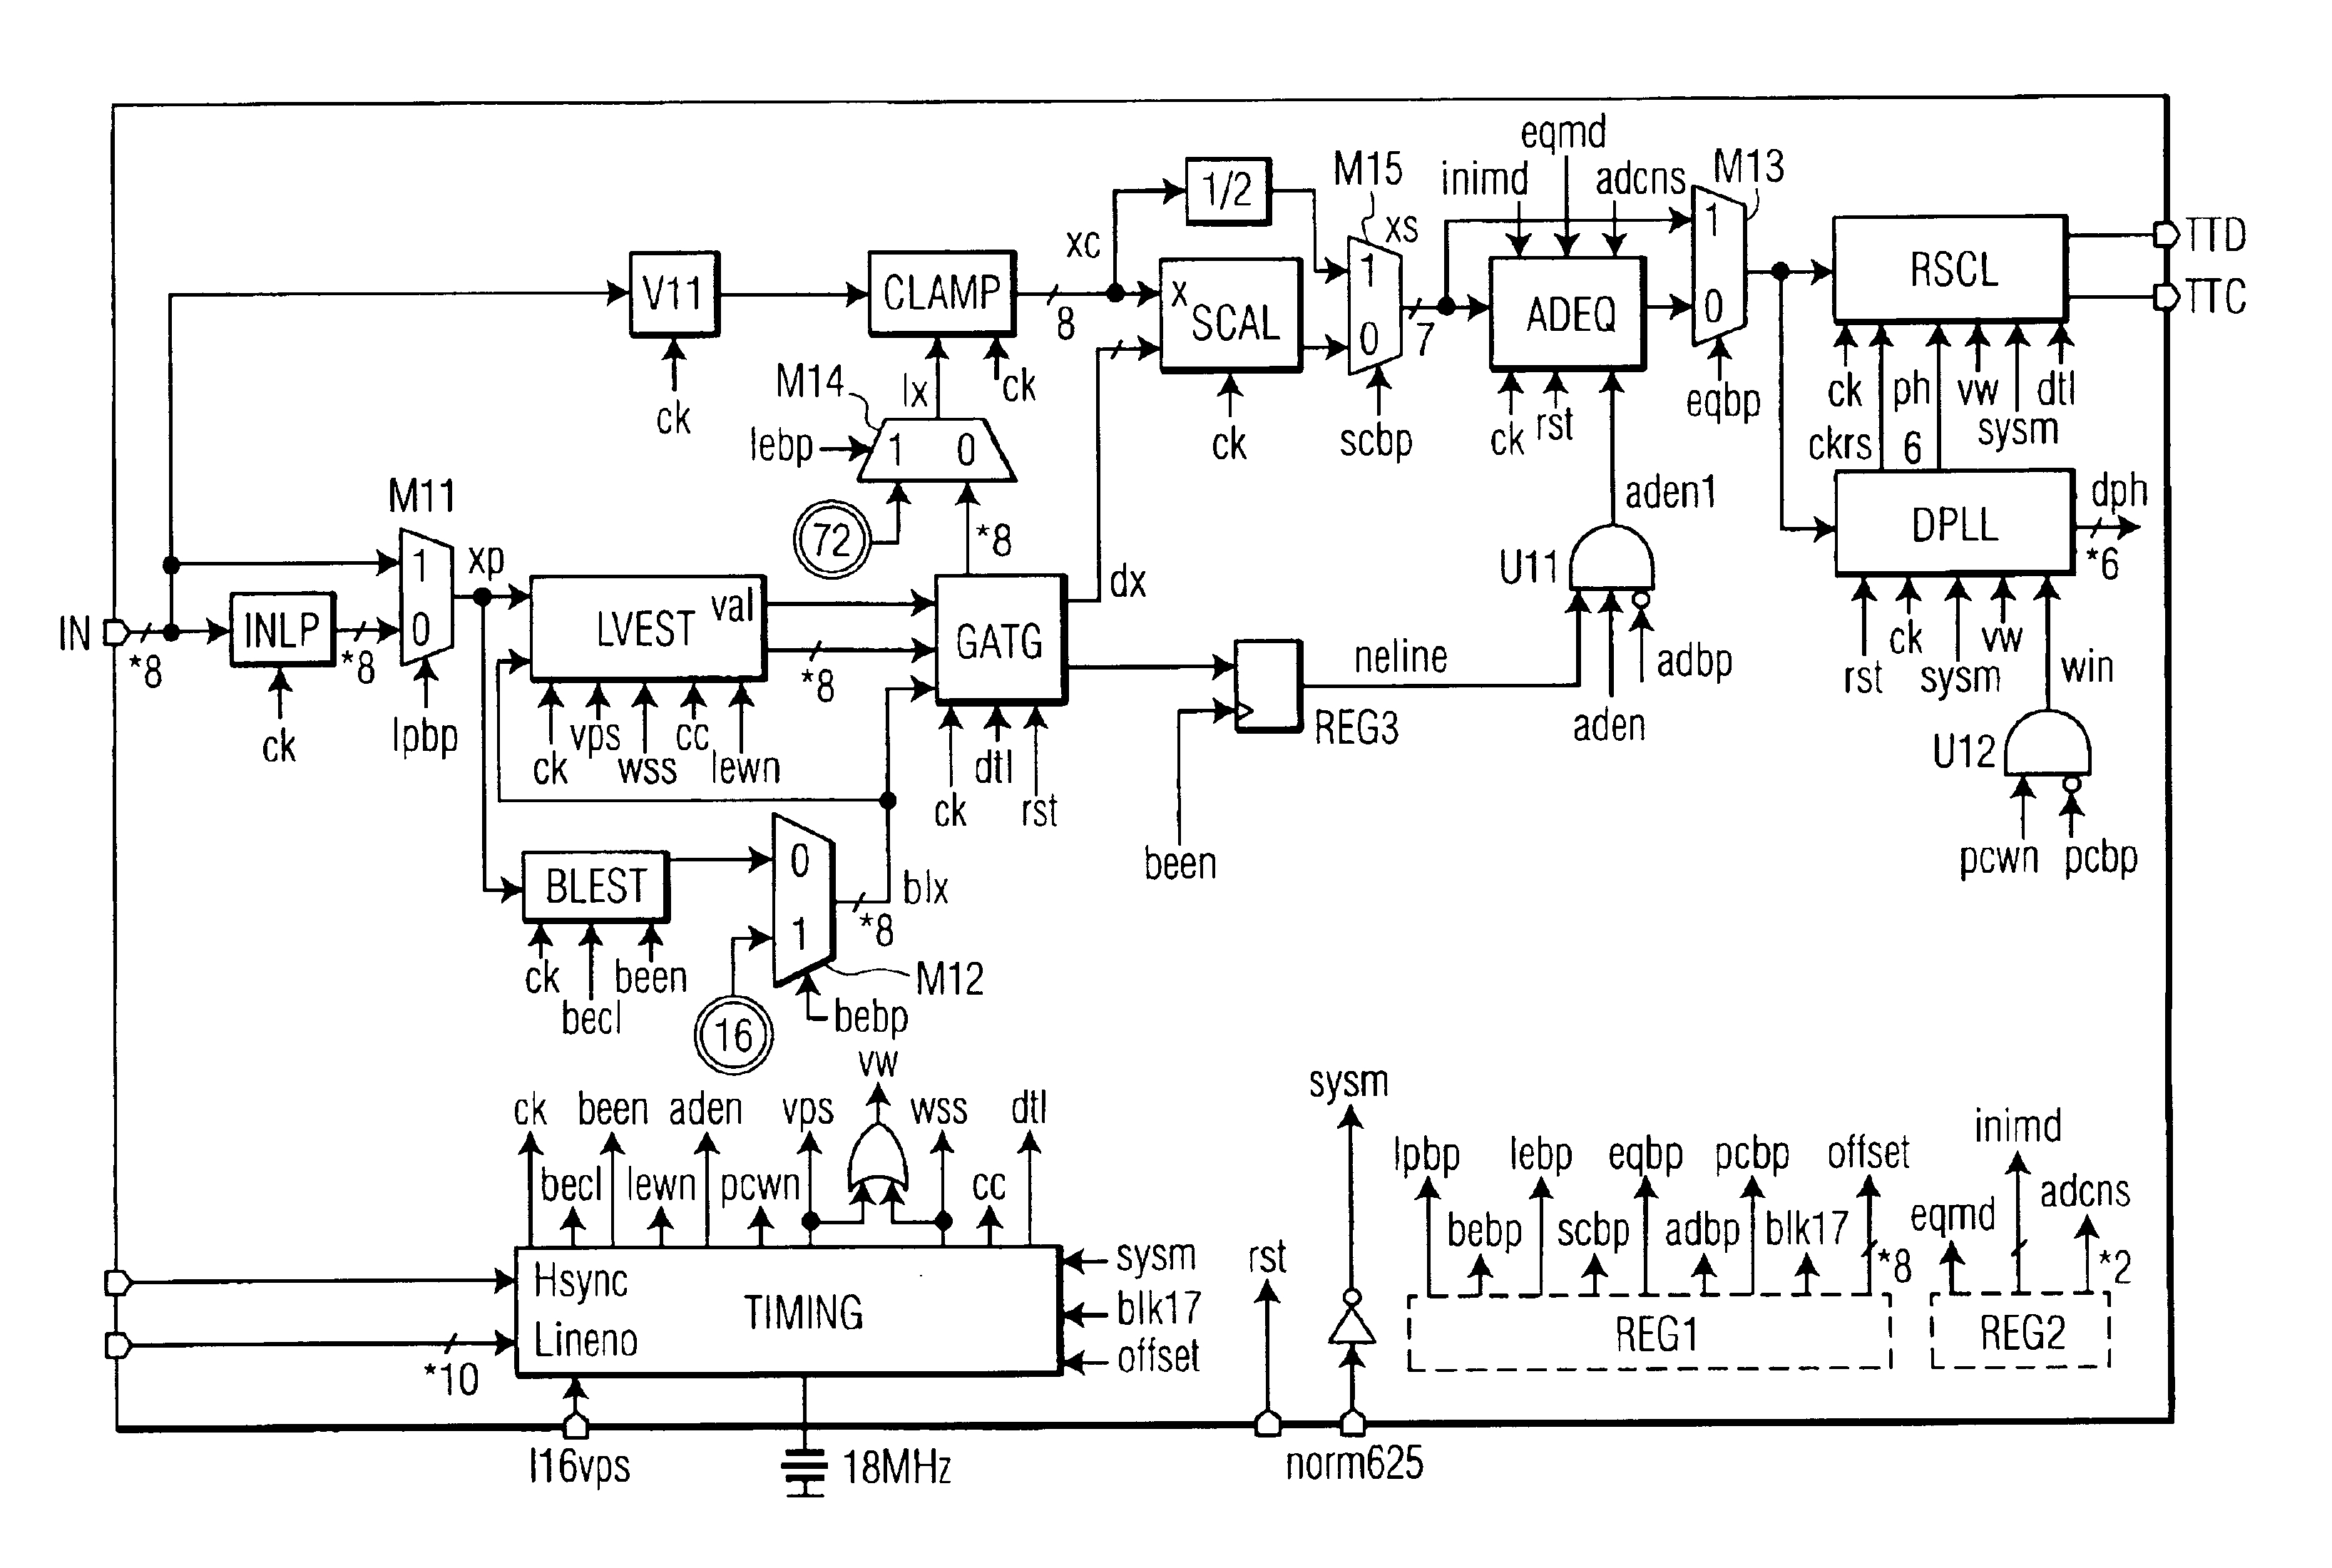 eqmd
inimd
adcns
M15
M13
1/2
xs
xc
1
1
TTD
V11
CLAMP
x
SCAL
ADEQ
RSCL
TTC
8
0
7
0
M14
lx
ck
ck
ck
scbp
ck
rst
eqbp
ck
ph
vw
dtl
sysm
ckrs
6
lebp
1
0
M11
xp
72
*8
aden1
dph
DPLL
*6
1
IN
*8
INLP
*8
0
LVEST
val
*8
GATG
dx
U11
neline
adbp
aden
REG3
rst
ck
sysm
vw
win
ck
lpbp
ck
vps
wss
cc
lewn
ck
dtl
rst
U12
been
pcwn
pcbp
BLEST
0
1
blx
*8
M12
ck
becl
been
16
bebp
vw
sysm
ck
been
aden
vps
wss
dtl
becl
lewn
pcwn
cc
lpbp
lebp
eqbp
pcbp
offset
inimd
bebp
scbp
adbp
blk17
*8
eqmd
adcns
*2
Hsync
TIMING
Lineno
*10
sysm
blk17
offset
rst
REG1
REG2
l16vps
18MHz
norm625